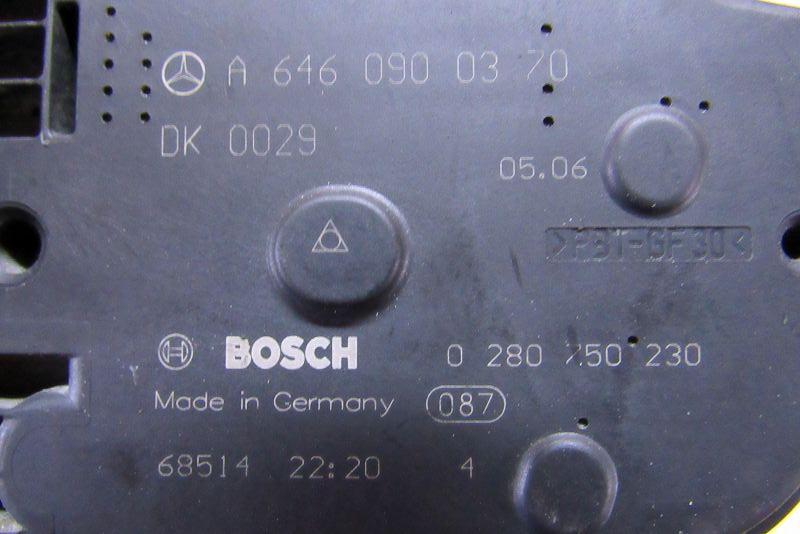 A 646 090 03 70
DK 0029
05.06
>PBT-GF30<
BOSCH 0 280 750 230
Made in Germany 087
68514 22:20 4